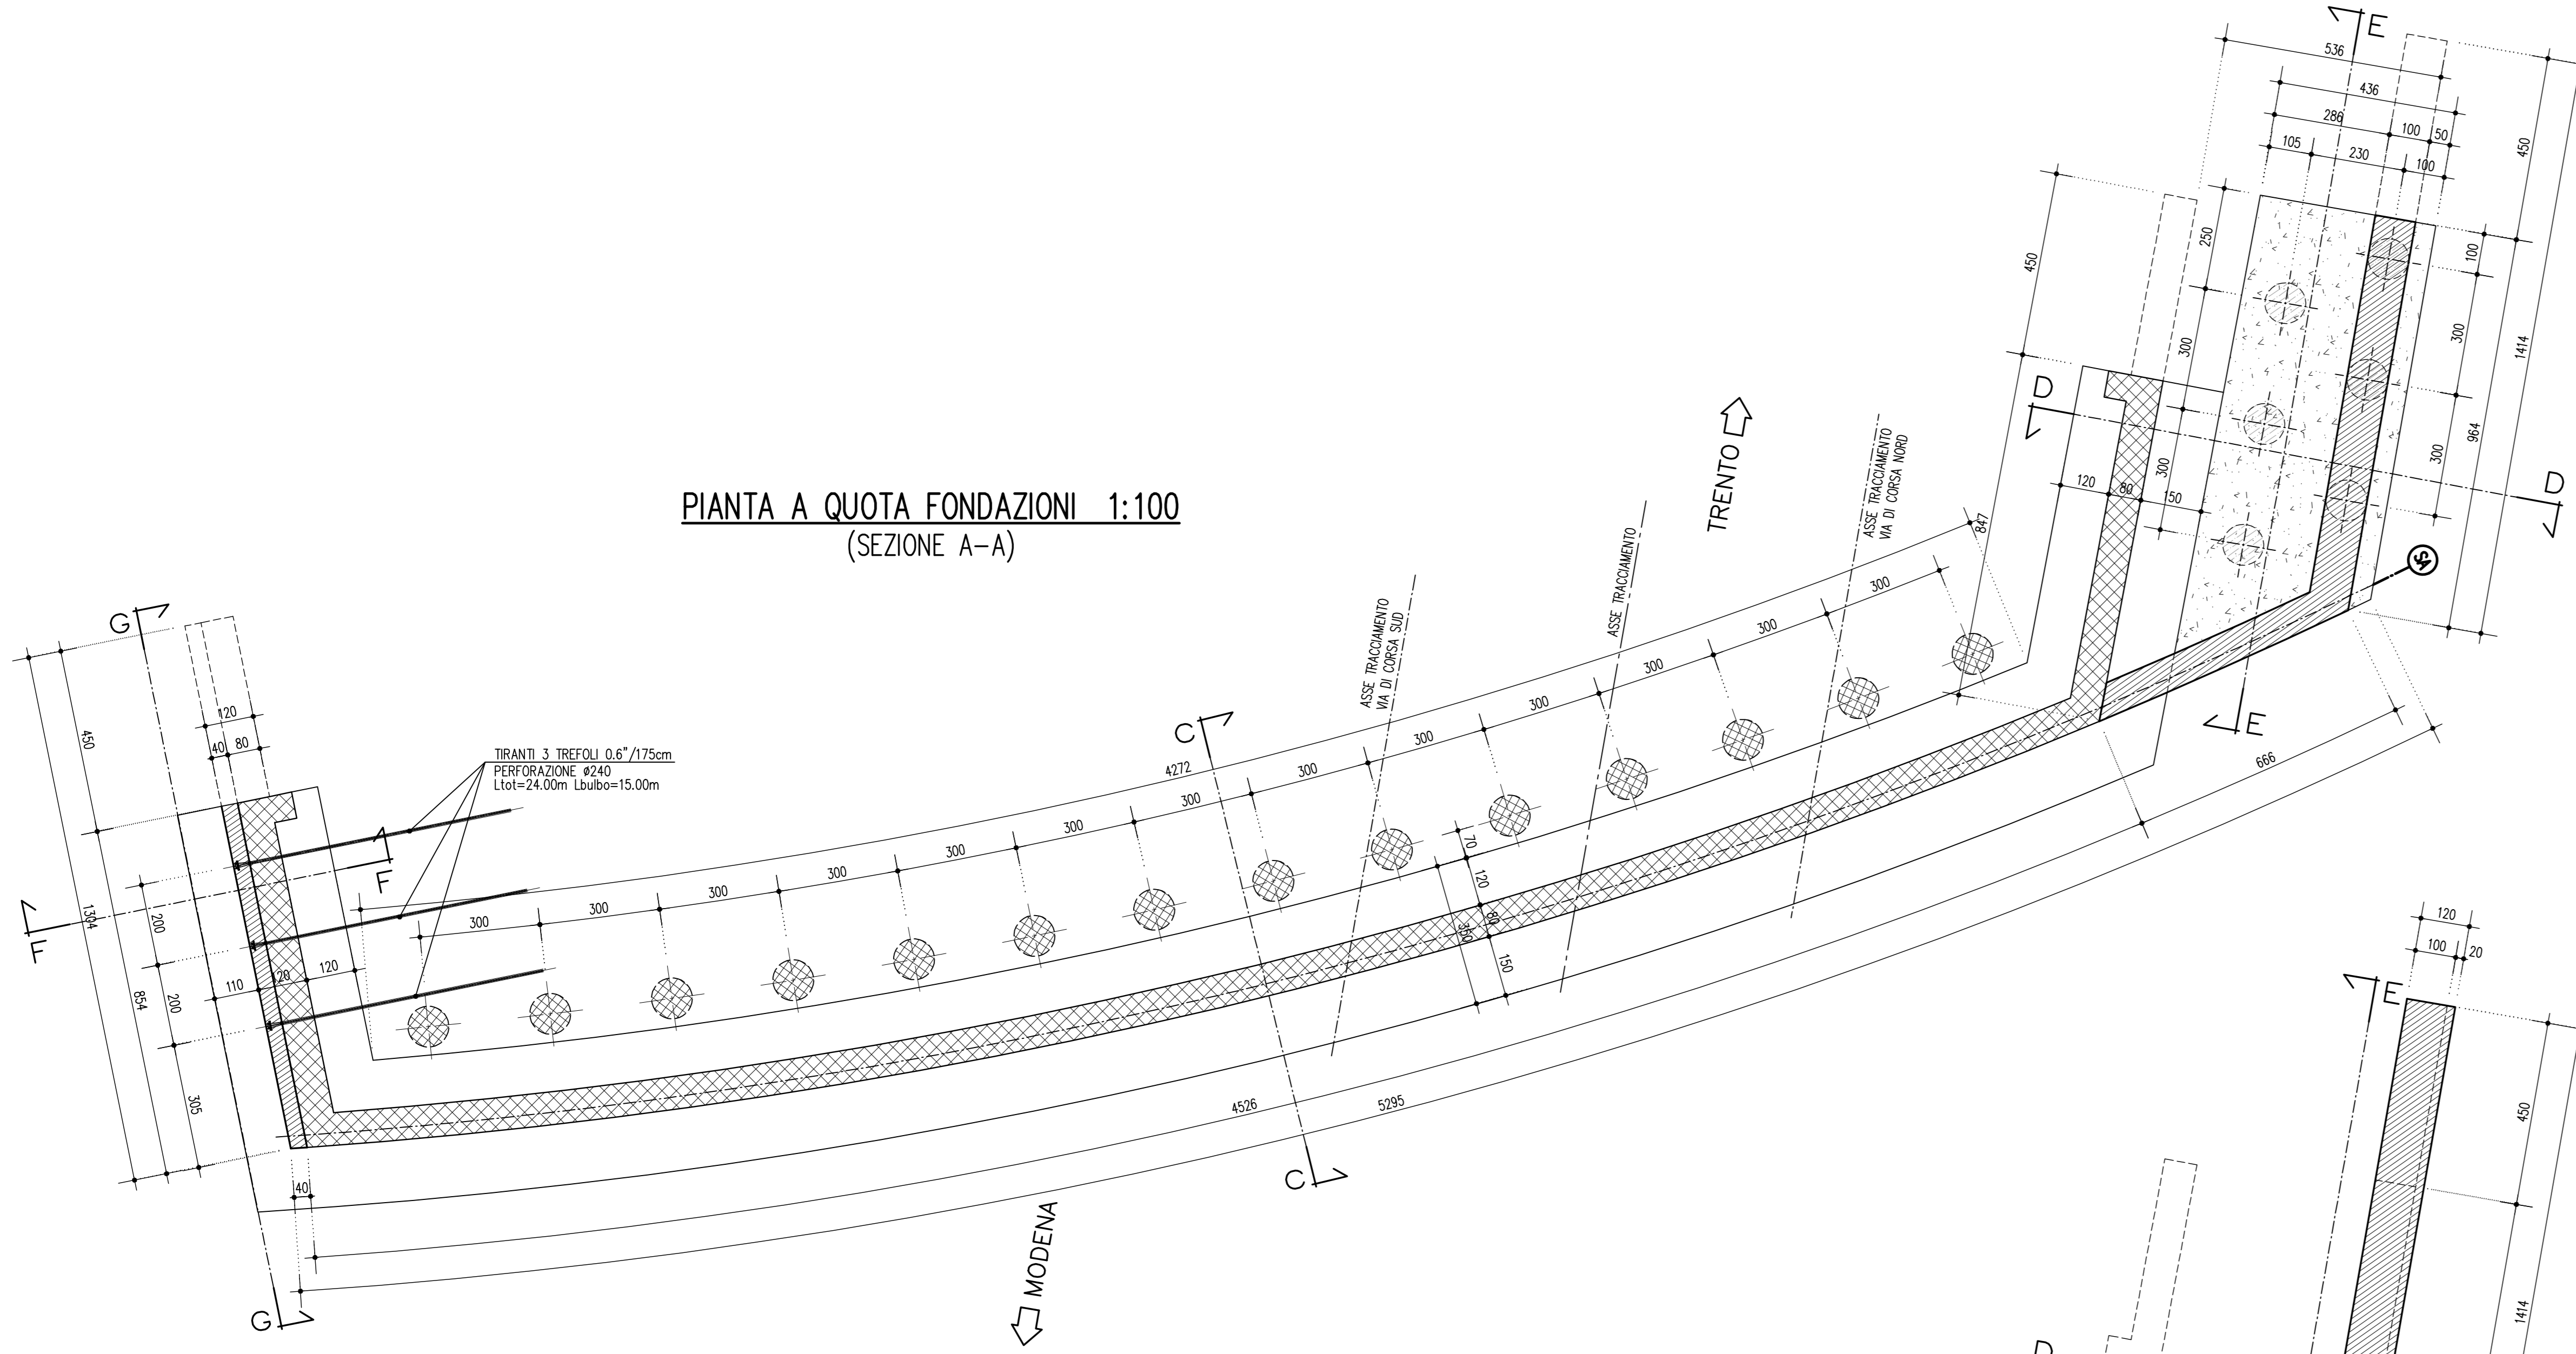 PIANTA A QUOTA FONDAZIONI 1:100
(SEZIONE A-A)
TIRANTI 3 TREFOLI 0.6"/175cm
PERFORAZIONE ø240
Ltot=24.00m Lbulbo=15.00m
ASSE TRACCIAMENTO
VIA DI CORSA SUD
ASSE TRACCIAMENTO
ASSE TRACCIAMENTO
VIA DI CORSA NORD
TRENTO
MODENA
G
G
F
F
C
C
D
D
E
E
E
D
S4
450
1304
854
200
200
305
120
40
80
110
120
120
40
300
300
300
300
300
300
300
300
300
300
300
300
300
4272
70
120
80
350
150
4526
5295
666
847
450
120
80
150
250
300
300
536
436
286
100
50
105
230
100
450
100
300
300
964
1414
120
100
20
450
1414